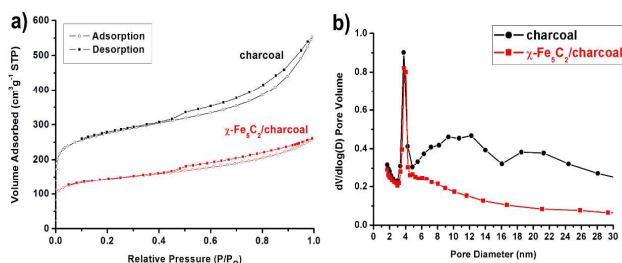 a)
Adsorption
Desorption
charcoal
χ-Fe5C2/charcoal
Volume Adsorbed (cm3g-1 STP)
600
500
400
300
200
100
0
0.0 0.2 0.4 0.6 0.8 1.0
Relative Pressure (P/P0)
b)
charcoal
χ-Fe5C2/charcoal
dV/dlog(D) Pore Volume
1.0
0.8
0.6
0.4
0.2
0.0
0 2 4 6 8 10 12 14 16 18 20 22 24 26 28 30
Pore Diameter (nm)